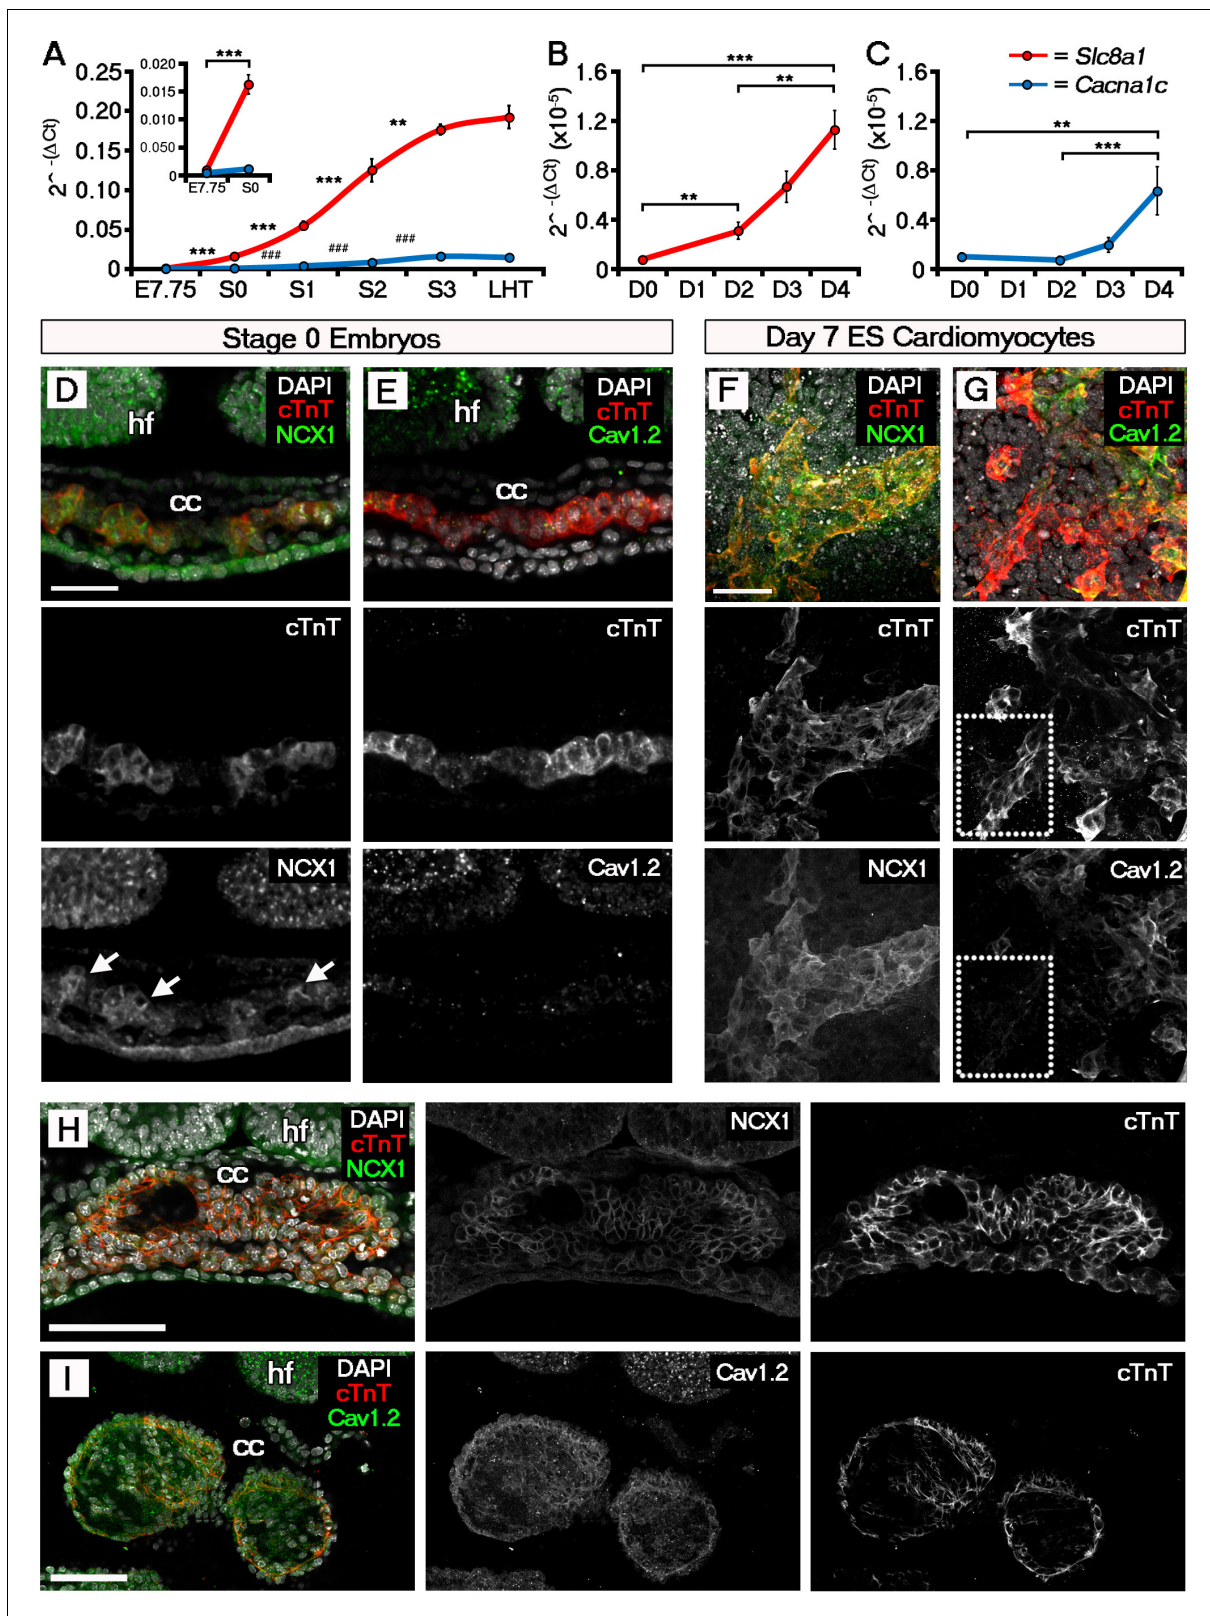 A
2^-(ΔCt)
0.25
0.20
0.15
0.10
0.05
0
E7.75 S0 S1 S2 S3 LHT
*** *** *** **
### ### ###
***
0.020
0.015
0.010
0.050
0
E7.75 S0
B
2^-(ΔCt) (x10-5)
1.6
1.2
0.8
0.4
0
D0 D1 D2 D3 D4
***
**
**
C
2^-(ΔCt) (x10-5)
1.6
1.2
0.8
0.4
0
D0 D1 D2 D3 D4
**
***
= Slc8a1
= Cacna1c
Stage 0 Embryos
Day 7 ES Cardiomyocytes
D
hf
cc
DAPI
cTnT
NCX1
E
hf
cc
DAPI
cTnT
Cav1.2
F
DAPI
cTnT
NCX1
G
DAPI
cTnT
Cav1.2
cTnT
cTnT
cTnT
cTnT
NCX1
Cav1.2
NCX1
Cav1.2
H
hf
cc
DAPI
cTnT
NCX1
NCX1
cTnT
I
hf
cc
DAPI
cTnT
Cav1.2
Cav1.2
cTnT